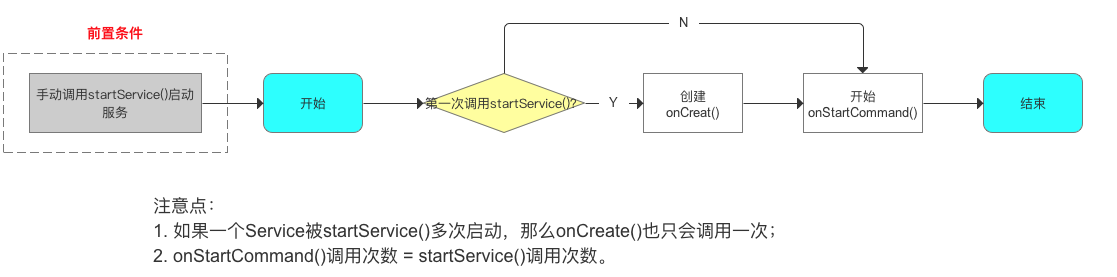 前置条件
手动调用startService()启动
服务
开始
第一次调用startService()?
N
Y
创建
onCreat()
开始
onStartCommand()
结束
注意点：
1. 如果一个Service被startService()多次启动，那么onCreate()也只会调用一次；
2. onStartCommand()调用次数 = startService()调用次数。